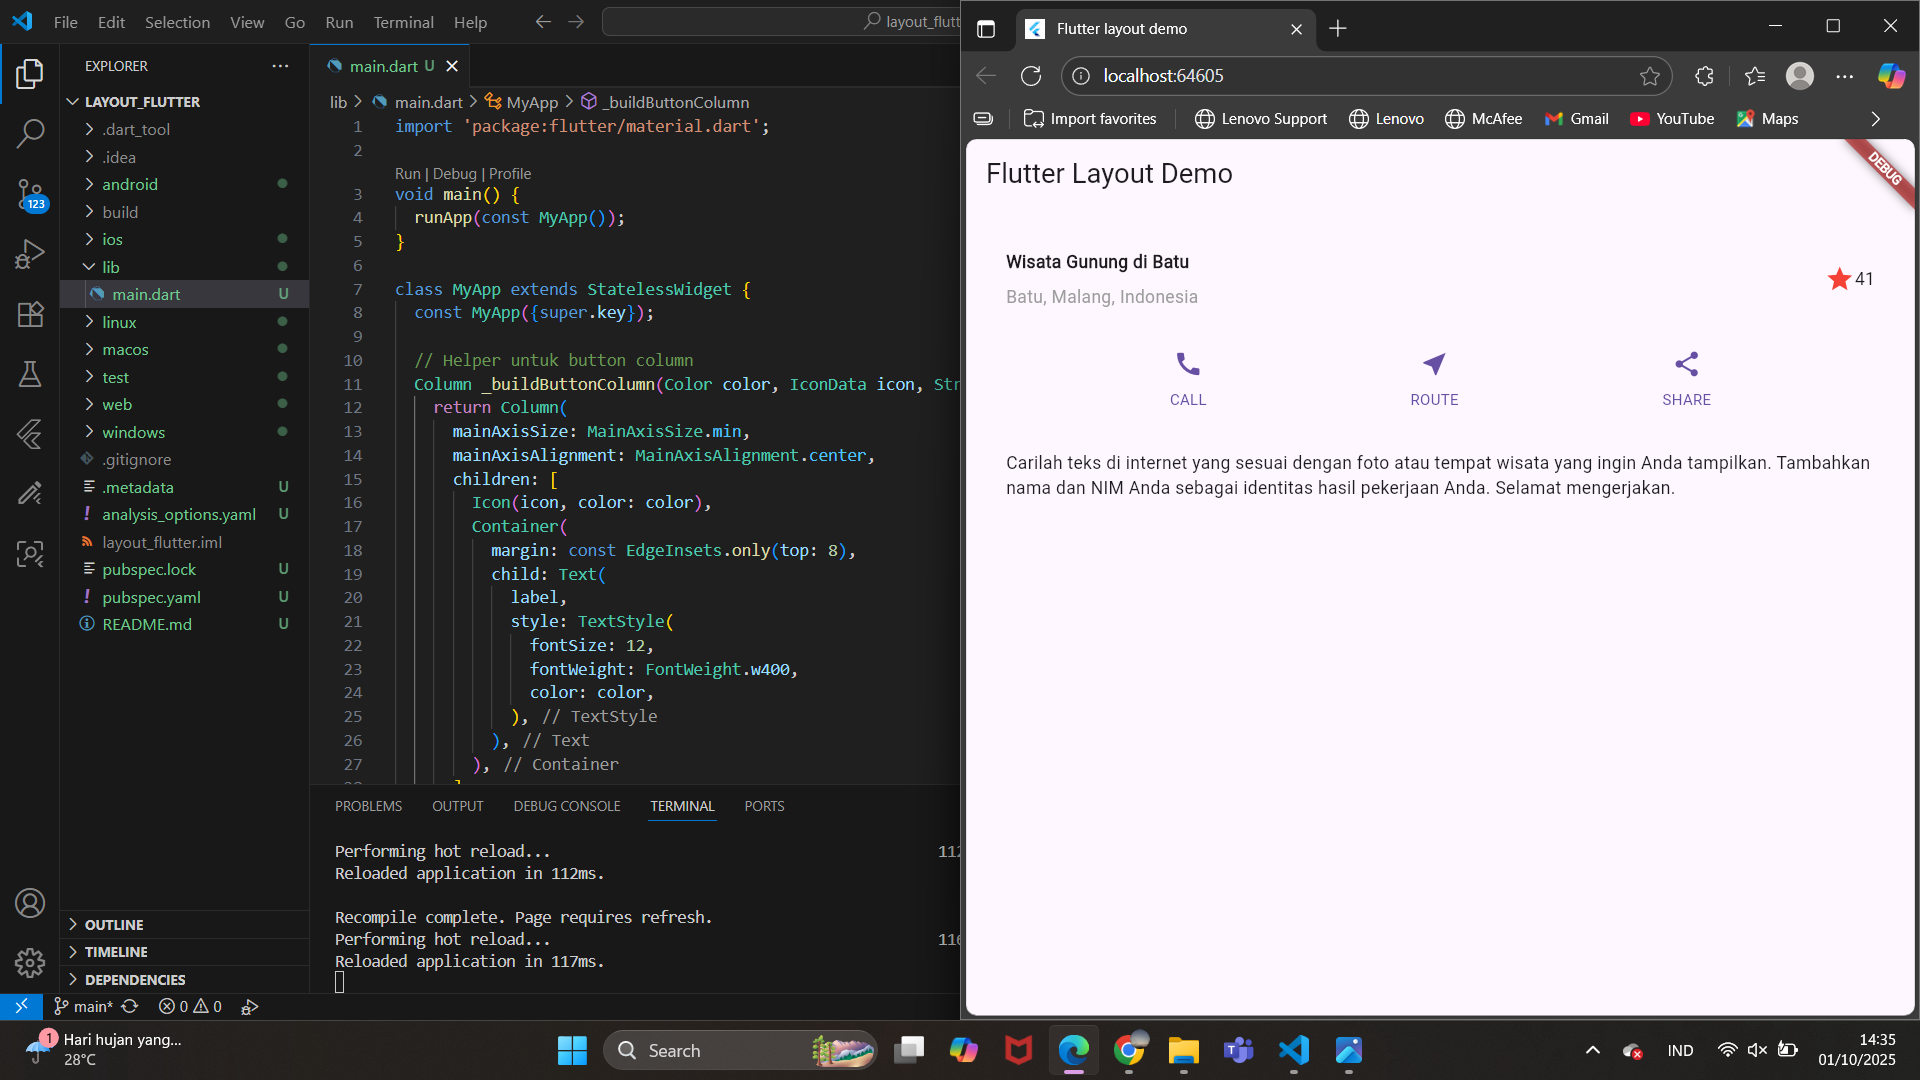 File Edit Selection View Go Run Terminal Help
layout_flutt
EXPLORER
LAYOUT_FLUTTER
.dart_tool
.idea
android
build
ios
lib
main.dart U
linux
macos
test
web
windows
.gitignore
.metadata U
analysis_options.yaml U
layout_flutter.iml
pubspec.lock U
pubspec.yaml U
README.md U
OUTLINE
TIMELINE
DEPENDENCIES
123
main.dart U
lib > main.dart > MyApp > _buildButtonColumn
1 import 'package:flutter/material.dart';
2
Run | Debug | Profile
3 void main() {
4 runApp(const MyApp());
5 }
6
7 class MyApp extends StatelessWidget {
8 const MyApp({super.key});
9
10 // Helper untuk button column
11 Column _buildButtonColumn(Color color, IconData icon, Str
12 return Column(
13 mainAxisSize: MainAxisSize.min,
14 mainAxisAlignment: MainAxisAlignment.center,
15 children: [
16 Icon(icon, color: color),
17 Container(
18 margin: const EdgeInsets.only(top: 8),
19 child: Text(
20 label,
21 style: TextStyle(
22 fontSize: 12,
23 fontWeight: FontWeight.w400,
24 color: color,
25 ), // TextStyle
26 ), // Text
27 ), // Container
PROBLEMS OUTPUT DEBUG CONSOLE TERMINAL PORTS
Performing hot reload... 112
Reloaded application in 112ms.
Recompile complete. Page requires refresh.
Performing hot reload... 116
Reloaded application in 117ms.
main* 0 0
Flutter layout demo
localhost:64605
Import favorites Lenovo Support Lenovo McAfee Gmail YouTube Maps
Flutter Layout Demo
DEBUG
Wisata Gunung di Batu
Batu, Malang, Indonesia
41
CALL ROUTE SHARE
Carilah teks di internet yang sesuai dengan foto atau tempat wisata yang ingin Anda tampilkan. Tambahkan
nama dan NIM Anda sebagai identitas hasil pekerjaan Anda. Selamat mengerjakan.
1
Hari hujan yang...
28°C
Search
IND
14:35
01/10/2025